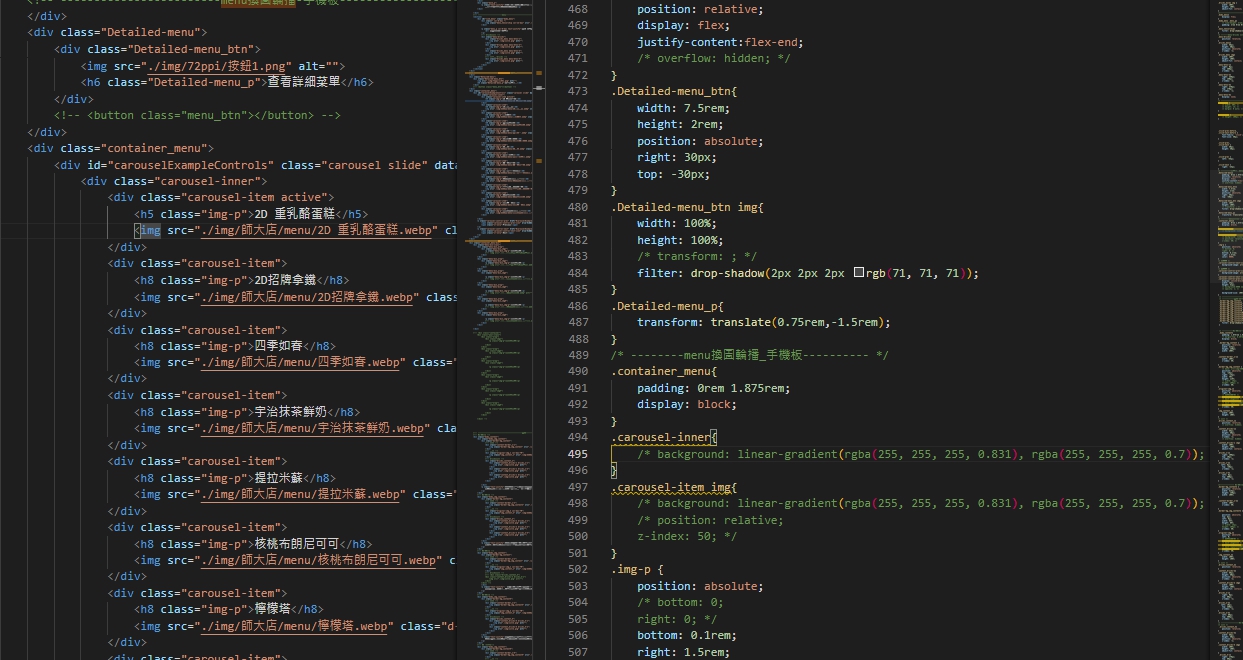 <!-- ----------------------menu換圖輪播-手機板-----------
</div>
<div class="Detailed-menu">
<div class="Detailed-menu_btn">
<img src="./img/72ppi/按鈕1.png" alt="">
<h6 class="Detailed-menu_p">查看詳細菜單</h6>
</div>
<!-- <button class="menu_btn"></button> -->
</div>
<div class="container_menu">
<div id="carouselExampleControls" class="carousel slide" data
<div class="carousel-inner">
<div class="carousel-item active">
<h5 class="img-p">2D 重乳酪蛋糕</h5>
<img src="./img/師大店/menu/2D 重乳酪蛋糕.webp" cl
</div>
<div class="carousel-item">
<h8 class="img-p">2D招牌拿鐵</h8>
<img src="./img/師大店/menu/2D招牌拿鐵.webp" class
</div>
<div class="carousel-item">
<h8 class="img-p">四季如春</h8>
<img src="./img/師大店/menu/四季如春.webp" class=
</div>
<div class="carousel-item">
<h8 class="img-p">宇治抹茶鮮奶</h8>
<img src="./img/師大店/menu/宇治抹茶鮮奶.webp" cla
</div>
<div class="carousel-item">
<h8 class="img-p">提拉米蘇</h8>
<img src="./img/師大店/menu/提拉米蘇.webp" class=
</div>
<div class="carousel-item">
<h8 class="img-p">核桃布朗尼可可</h8>
<img src="./img/師大店/menu/核桃布朗尼可可.webp" c
</div>
<div class="carousel-item">
<h8 class="img-p">檸檬塔</h8>
<img src="./img/師大店/menu/檸檬塔.webp" class="d-
</div>
<div class="carousel-item">
468 position: relative;
469 display: flex;
470 justify-content:flex-end;
471 /* overflow: hidden; */
472 }
473 .Detailed-menu_btn{
474 width: 7.5rem;
475 height: 2rem;
476 position: absolute;
477 right: 30px;
478 top: -30px;
479 }
480 .Detailed-menu_btn img{
481 width: 100%;
482 height: 100%;
483 /* transform: ; */
484 filter: drop-shadow(2px 2px 2px rgb(71, 71, 71));
485 }
486 .Detailed-menu_p{
487 transform: translate(0.75rem,-1.5rem);
488 }
489 /* --------menu換圖輪播_手機板---------- */
490 .container_menu{
491 padding: 0rem 1.875rem;
492 display: block;
493 }
494 .carousel-inner{
495 /* background: linear-gradient(rgba(255, 255, 255, 0.831), rgba(255, 255, 255, 0.7));
496 }
497 .carousel-item img{
498 /* background: linear-gradient(rgba(255, 255, 255, 0.831), rgba(255, 255, 255, 0.7));
499 /* position: relative;
500 z-index: 50; */
501 }
502 .img-p {
503 position: absolute;
504 /* bottom: 0;
505 right: 0; */
506 bottom: 0.1rem;
507 right: 1.5rem;